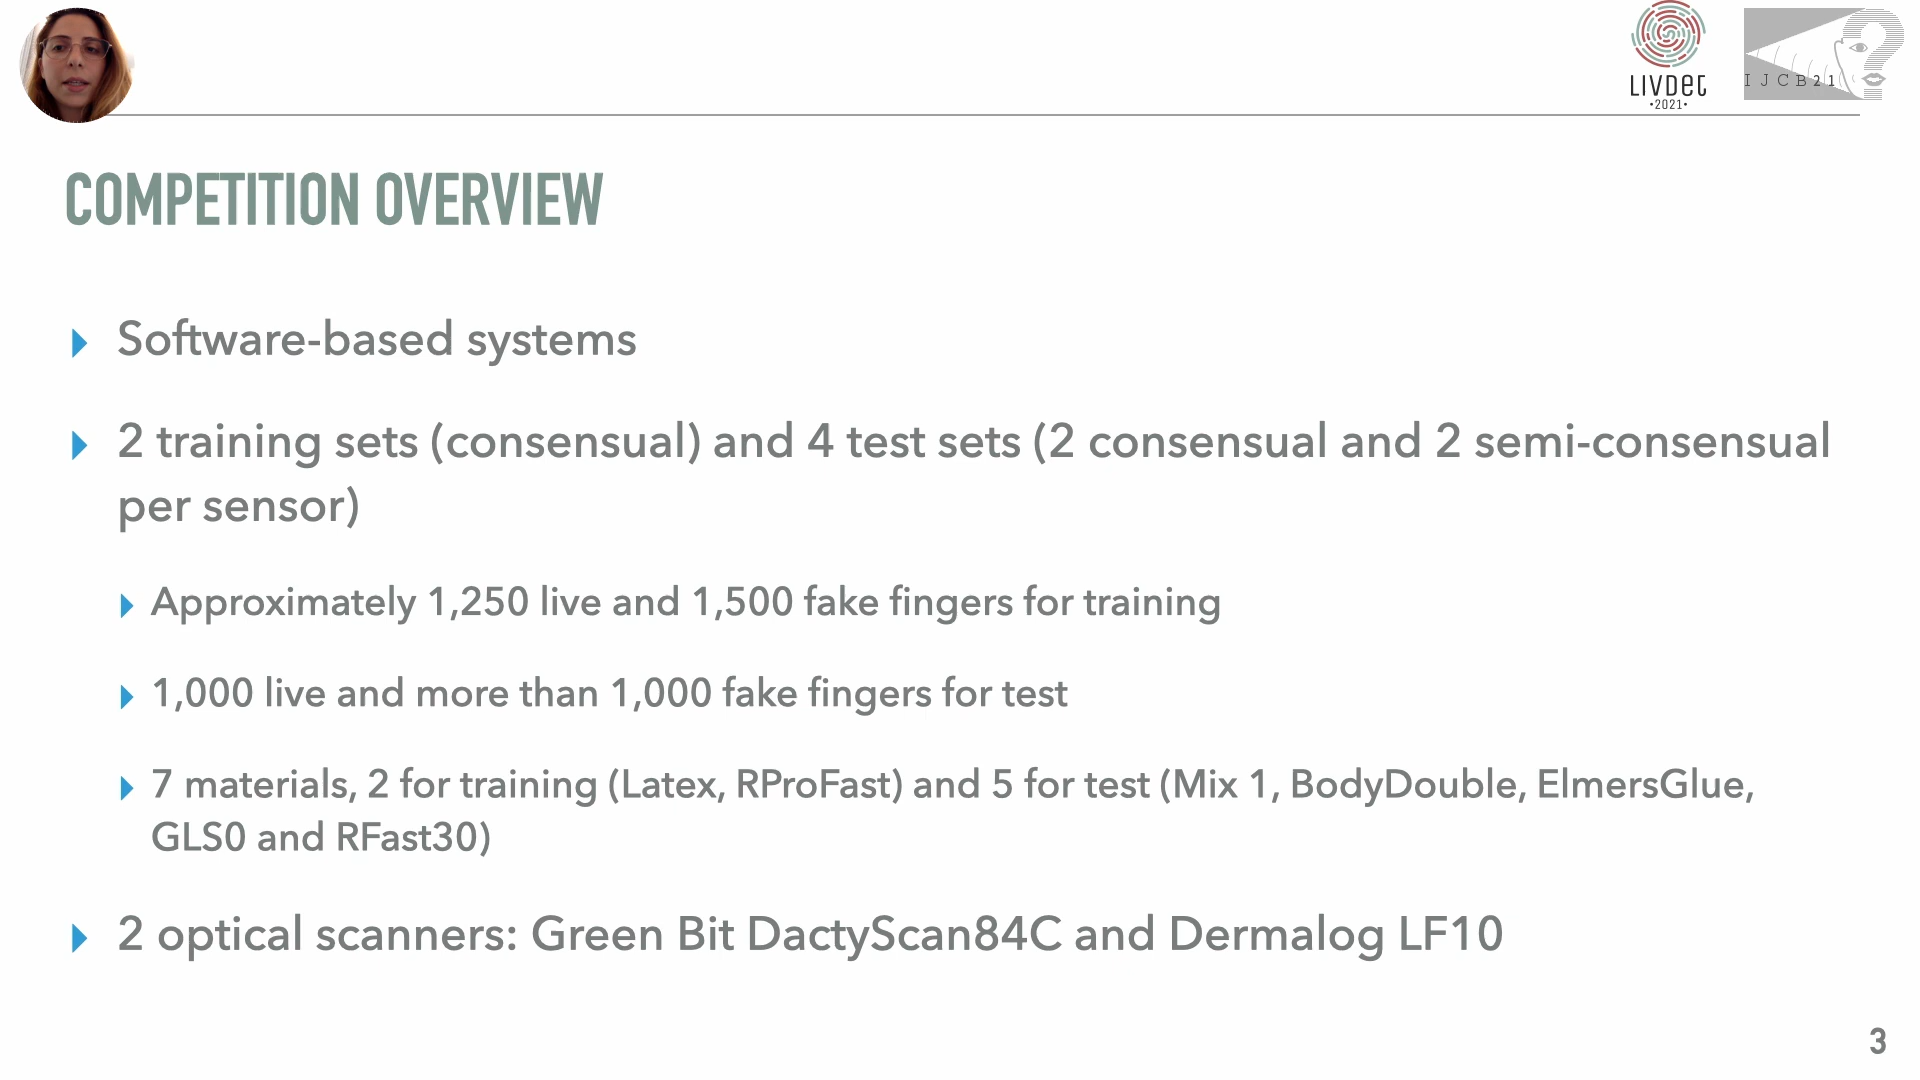 LIVDET
•2021•
IJCB21
COMPETITION OVERVIEW
Software-based systems
2 training sets (consensual) and 4 test sets (2 consensual and 2 semi-consensual
per sensor)
Approximately 1,250 live and 1,500 fake fingers for training
1,000 live and more than 1,000 fake fingers for test
7 materials, 2 for training (Latex, RProFast) and 5 for test (Mix 1, BodyDouble, ElmersGlue,
GLS0 and RFast30)
2 optical scanners: Green Bit DactyScan84C and Dermalog LF10
3